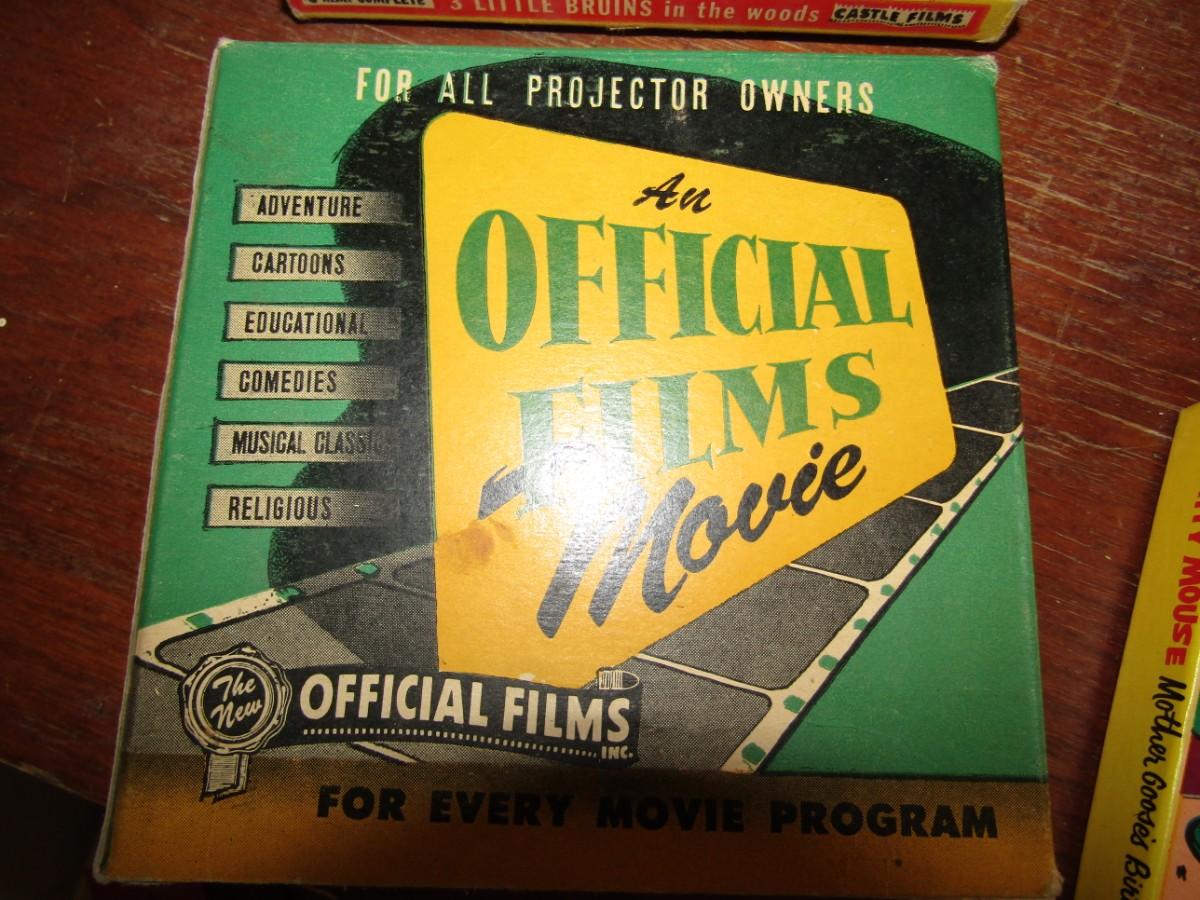 COMPLETE
3 LITTLE BRUINS in the woods CASTLE FILMS
FOR ALL PROJECTOR OWNERS
ADVENTURE
CARTOONS
EDUCATIONAL
COMEDIES
MUSICAL CLASSIC
RELIGIOUS
An
OFFICIAL
FILMS
Movie
The
New
OFFICIAL FILMS
INC.
FOR EVERY MOVIE PROGRAM
MOUSE
Mother Goose's